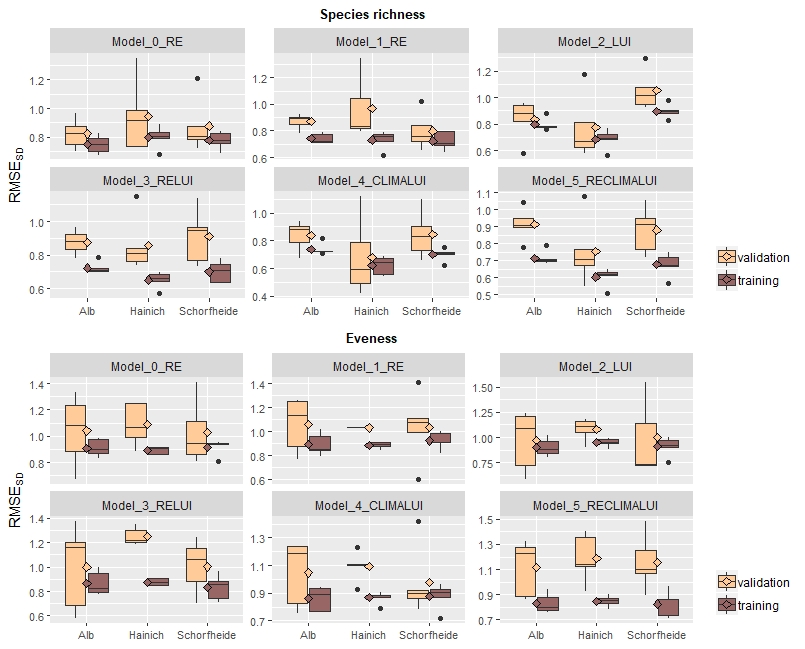 Species richness
Model_0_RE Model_1_RE Model_2_LUI
1.2 1.0 0.8
1.2 1.0 0.8 0.6
1.2 1.0 0.8 0.6
RMSESD
Model_3_RELUI Model_4_CLIMALUI Model_5_RECLIMALUI
1.0 0.8 0.6
1.0 0.8 0.6 0.4
1.1 1.0 0.9 0.8 0.7 0.6 0.5
Alb Hainich Schorfheide Alb Hainich Schorfheide Alb Hainich Schorfheide
validation
training
Eveness
Model_0_RE Model_1_RE Model_2_LUI
1.4 1.2 1.0 0.8
1.4 1.2 1.0 0.8 0.6
1.50 1.25 1.00 0.75
RMSESD
Model_3_RELUI Model_4_CLIMALUI Model_5_RECLIMALUI
1.4 1.2 1.0 0.8 0.6
1.3 1.1 0.9 0.7
1.5 1.3 1.1 0.9 0.7
Alb Hainich Schorfheide Alb Hainich Schorfheide Alb Hainich Schorfheide
validation
training